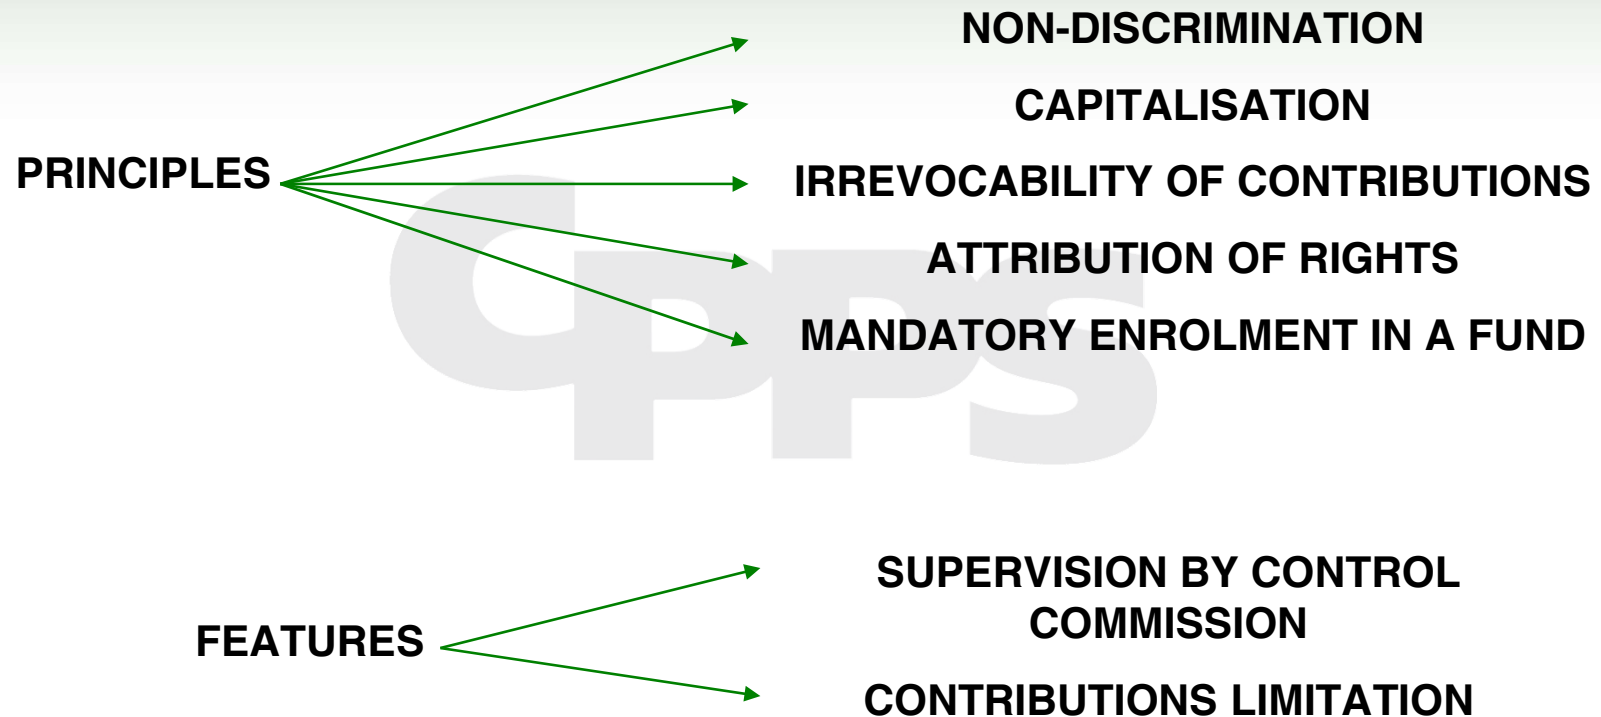 NON-DISCRIMINATION
CAPITALISATION
PRINCIPLES
IRREVOCABILITY OF CONTRIBUTIONS
ATTRIBUTION OF RIGHTS
MANDATORY ENROLMENT IN A FUND
CPPS
SUPERVISION BY CONTROL
COMMISSION
FEATURES
CONTRIBUTIONS LIMITATION